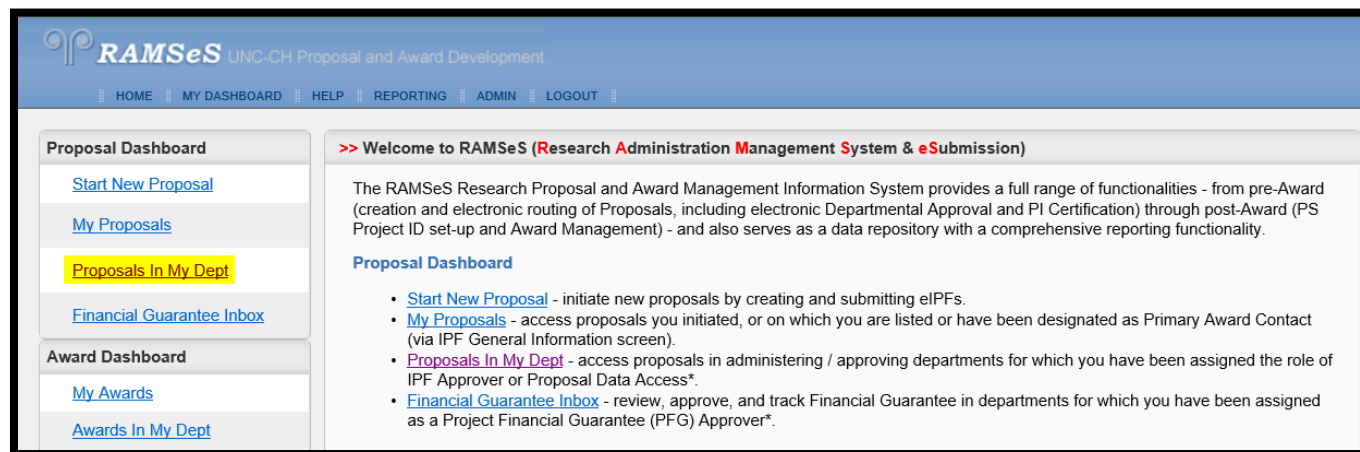 RAMSeS UNC-CH Proposal and Award Development
HOME MY DASHBOARD HELP REPORTING ADMIN LOGOUT
Proposal Dashboard
Start New Proposal
My Proposals
Proposals In My Dept
Financial Guarantee Inbox
Award Dashboard
My Awards
Awards In My Dept
>> Welcome to RAMSeS (Research Administration Management System & eSubmission)
The RAMSeS Research Proposal and Award Management Information System provides a full range of functionalities - from pre-Award
(creation and electronic routing of Proposals, including electronic Departmental Approval and PI Certification) through post-Award (PS
Project ID set-up and Award Management) - and also serves as a data repository with a comprehensive reporting functionality.
Proposal Dashboard
• Start New Proposal - initiate new proposals by creating and submitting eIPFs.
• My Proposals - access proposals you initiated, or on which you are listed or have been designated as Primary Award Contact
(via IPF General Information screen).
• Proposals In My Dept - access proposals in administering / approving departments for which you have been assigned the role of
IPF Approver or Proposal Data Access*.
• Financial Guarantee Inbox - review, approve, and track Financial Guarantee in departments for which you have been assigned
as a Project Financial Guarantee (PFG) Approver*.